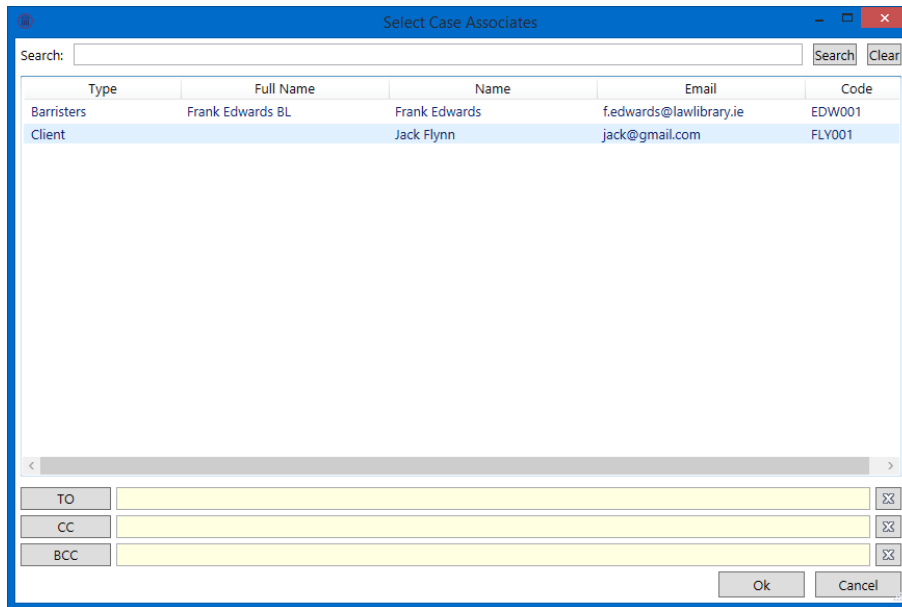 Select Case Associates
Search: Search Clear
Type Full Name Name Email Code
Barristers Frank Edwards BL Frank Edwards f.edwards@lawlibrary.ie EDW001
Client Jack Flynn jack@gmail.com FLY001
TO
CC
BCC
Ok Cancel